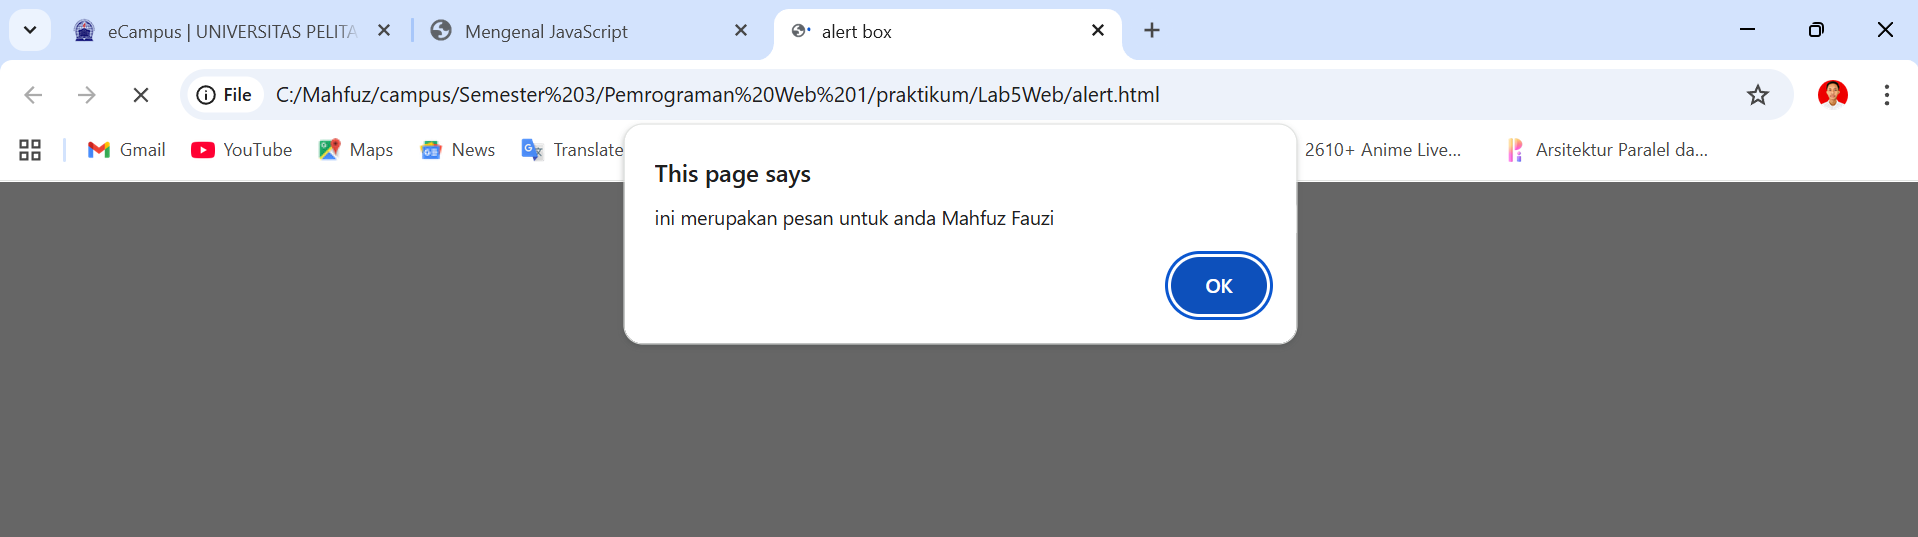 eCampus | UNIVERSITAS PELITA
Mengenal JavaScript
alert box
File
C:/Mahfuz/campus/Semester%203/Pemrograman%20Web%201/praktikum/Lab5Web/alert.html
Gmail
YouTube
Maps
News
Translate
2610+ Anime Live...
Arsitektur Paralel da...
This page says
ini merupakan pesan untuk anda Mahfuz Fauzi
OK